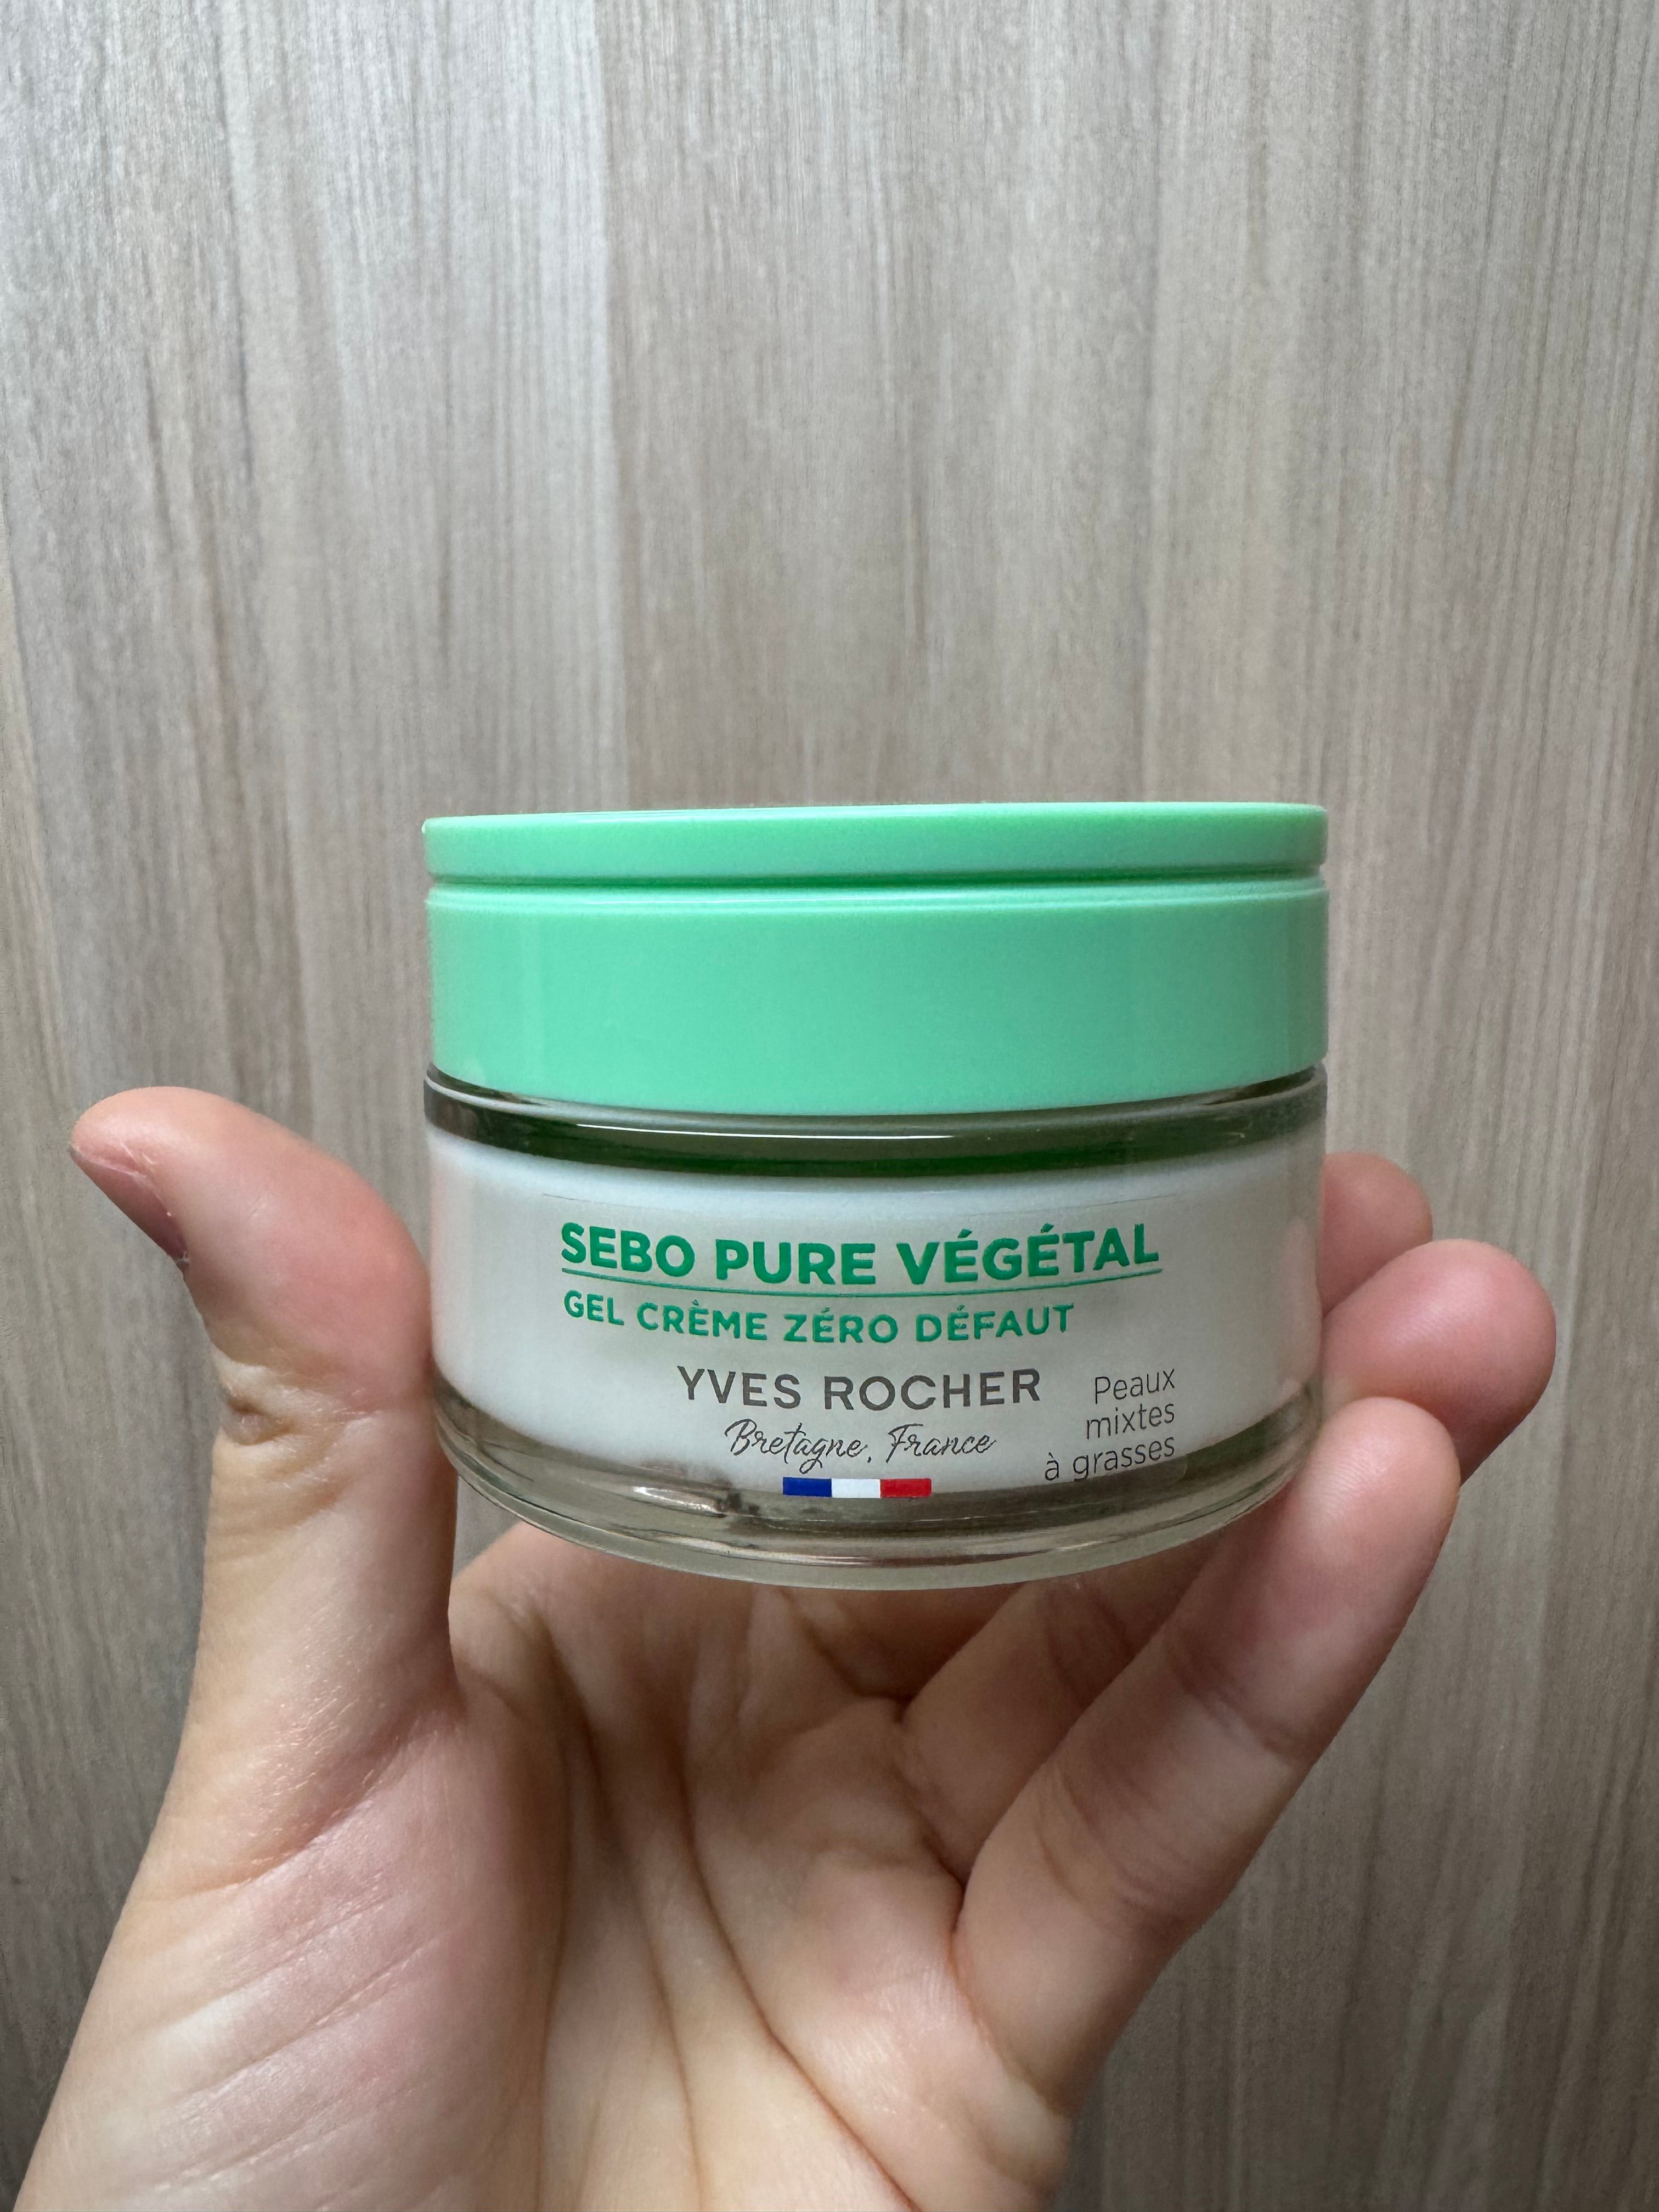 SEBO PURE VÉGÉTAL
GEL CRÈME ZÉRO DÉFAUT
YVES ROCHER
Bretagne, France
Peaux
mixtes
à grasses